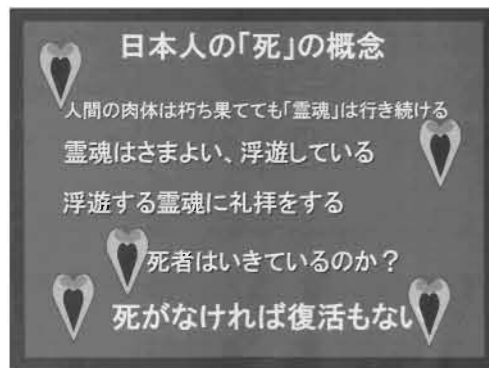 日本人の「死」の概念
人間の肉体は朽ち果てても「霊魂」は行き続ける
霊魂はさまよい、浮遊している
浮遊する霊魂に礼拝をする
死者はいきているのか？
死がなければ復活もない